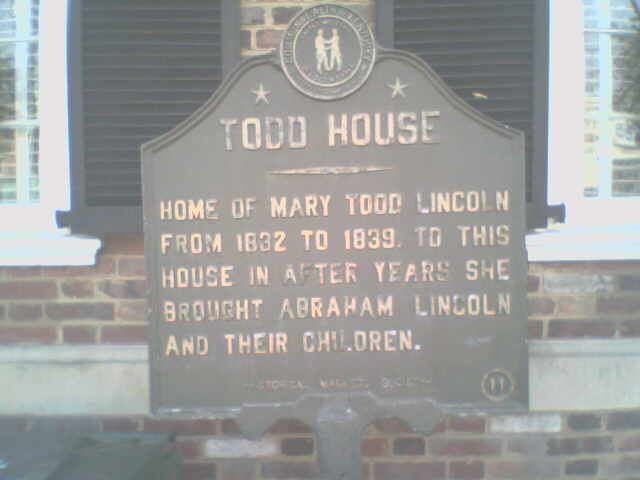 TODD HOUSE
HOME OF MARY TODD LINCOLN
FROM 1832 TO 1839. TO THIS
HOUSE IN AFTER YEARS SHE
BROUGHT ABRAHAM LINCOLN
AND THEIR CHILDREN.
11